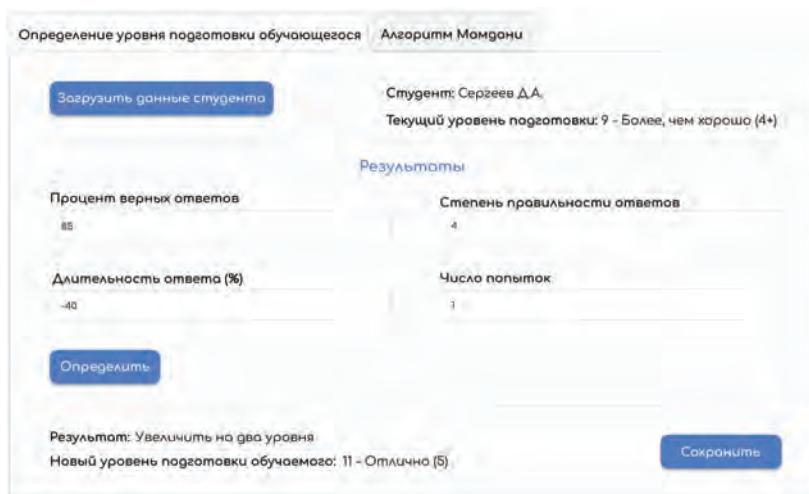 Определение уровня подготовки обучающегося Алгоритм Мамдани
Загрузить данные студента
Студент: Сергеев Д.А.
Текущий уровень подготовки: 9 - Более, чем хорошо (4+)
Результаты
Процент верных ответов
Степень правильности ответов
85
4
Длительность ответа (%)
Число попыток
-40
1
Определить
Результат: Увеличить на два уровня
Новый уровень подготовки обучаемого: 11 - Отлично (5)
Сохранить